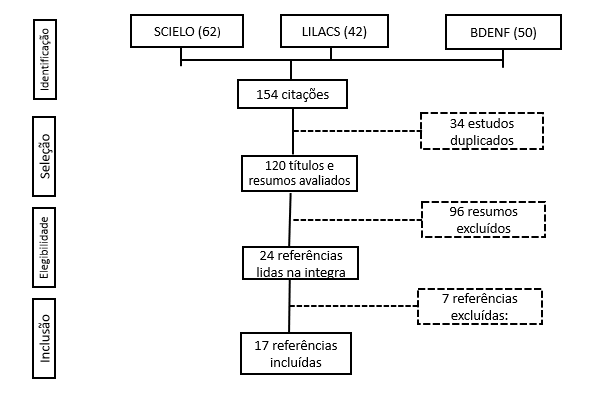 Identificação
SCIELO (62)
LILACS (42)
BDENF (50)
154 citações
34 estudos
duplicados
Seleção
120 títulos e
resumos avaliados
96 resumos
excluídos
Elegibilidade
24 referências
lidas na integra
7 referências
excluídas:
Inclusão
17 referências
incluídas